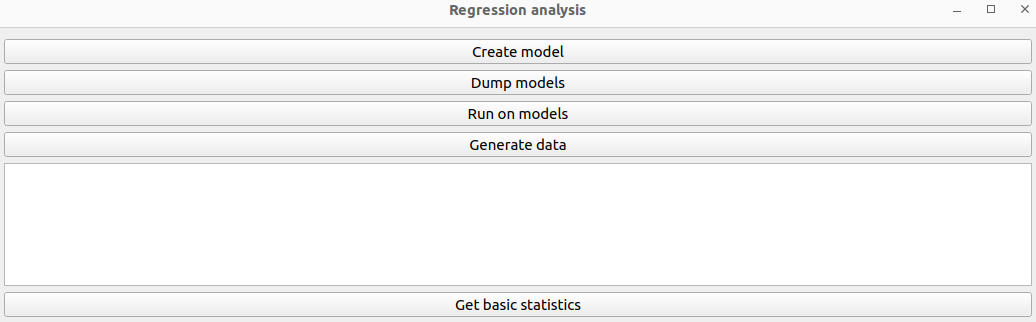 Regression analysis
Create model
Dump models
Run on models
Generate data
Get basic statistics